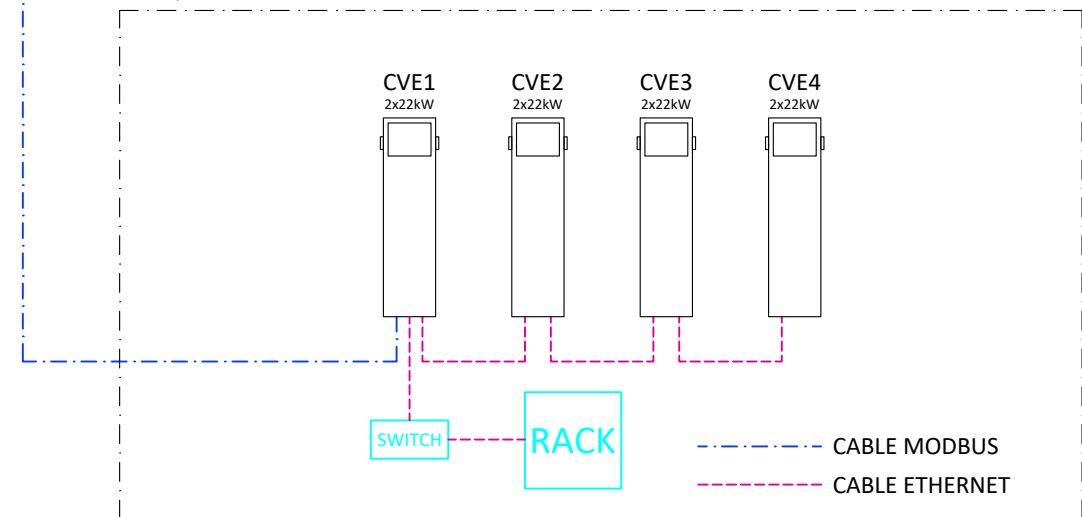 CVE1
2x22kW
CVE2
2x22kW
CVE3
2x22kW
CVE4
2x22kW
SWITCH
RACK
CABLE MODBUS
CABLE ETHERNET